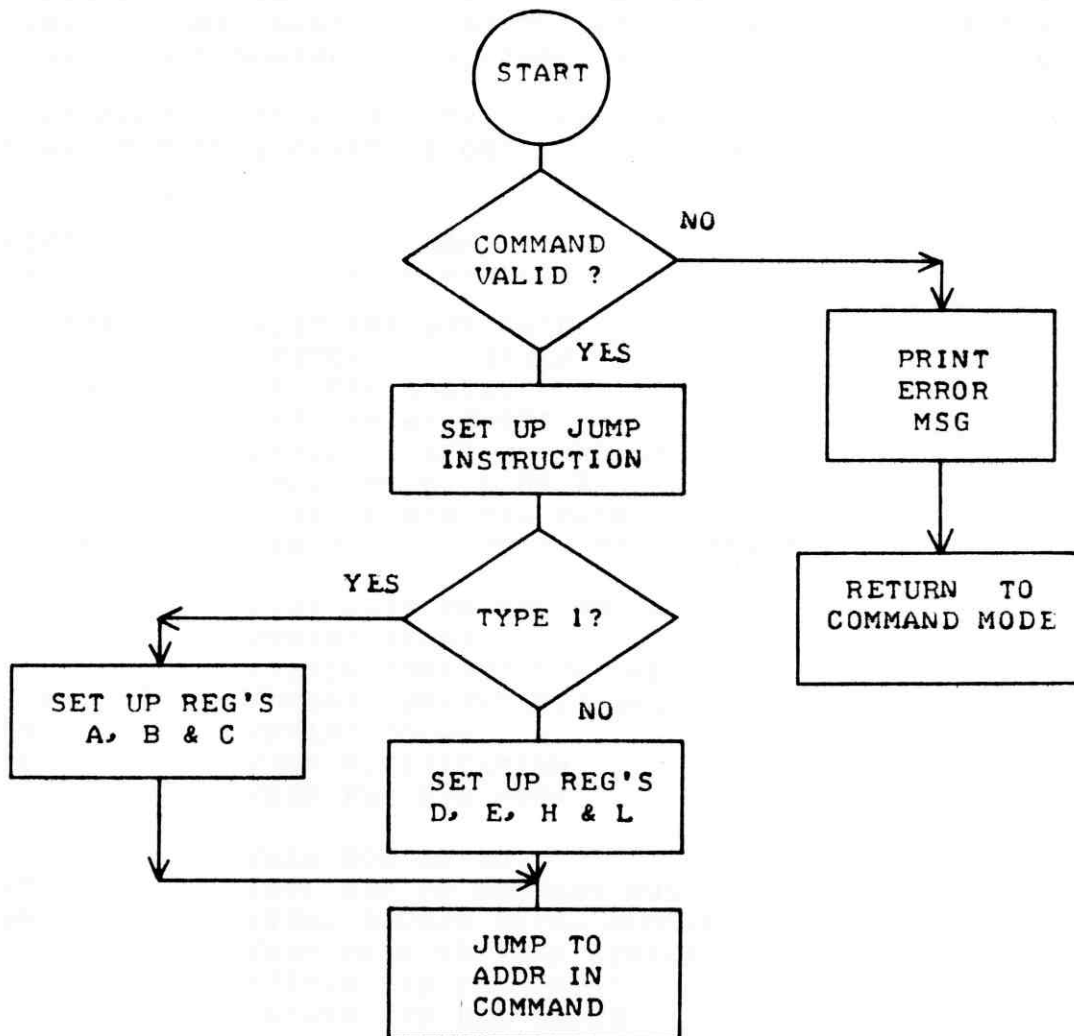 START
COMMAND
VALID ?
NO
YES
PRINT
ERROR
MSG
SET UP JUMP
INSTRUCTION
RETURN TO
COMMAND MODE
YES
TYPE 1?
SET UP REG'S
A, B & C
NO
SET UP REG'S
D, E, H & L
JUMP TO
ADDR IN
COMMAND